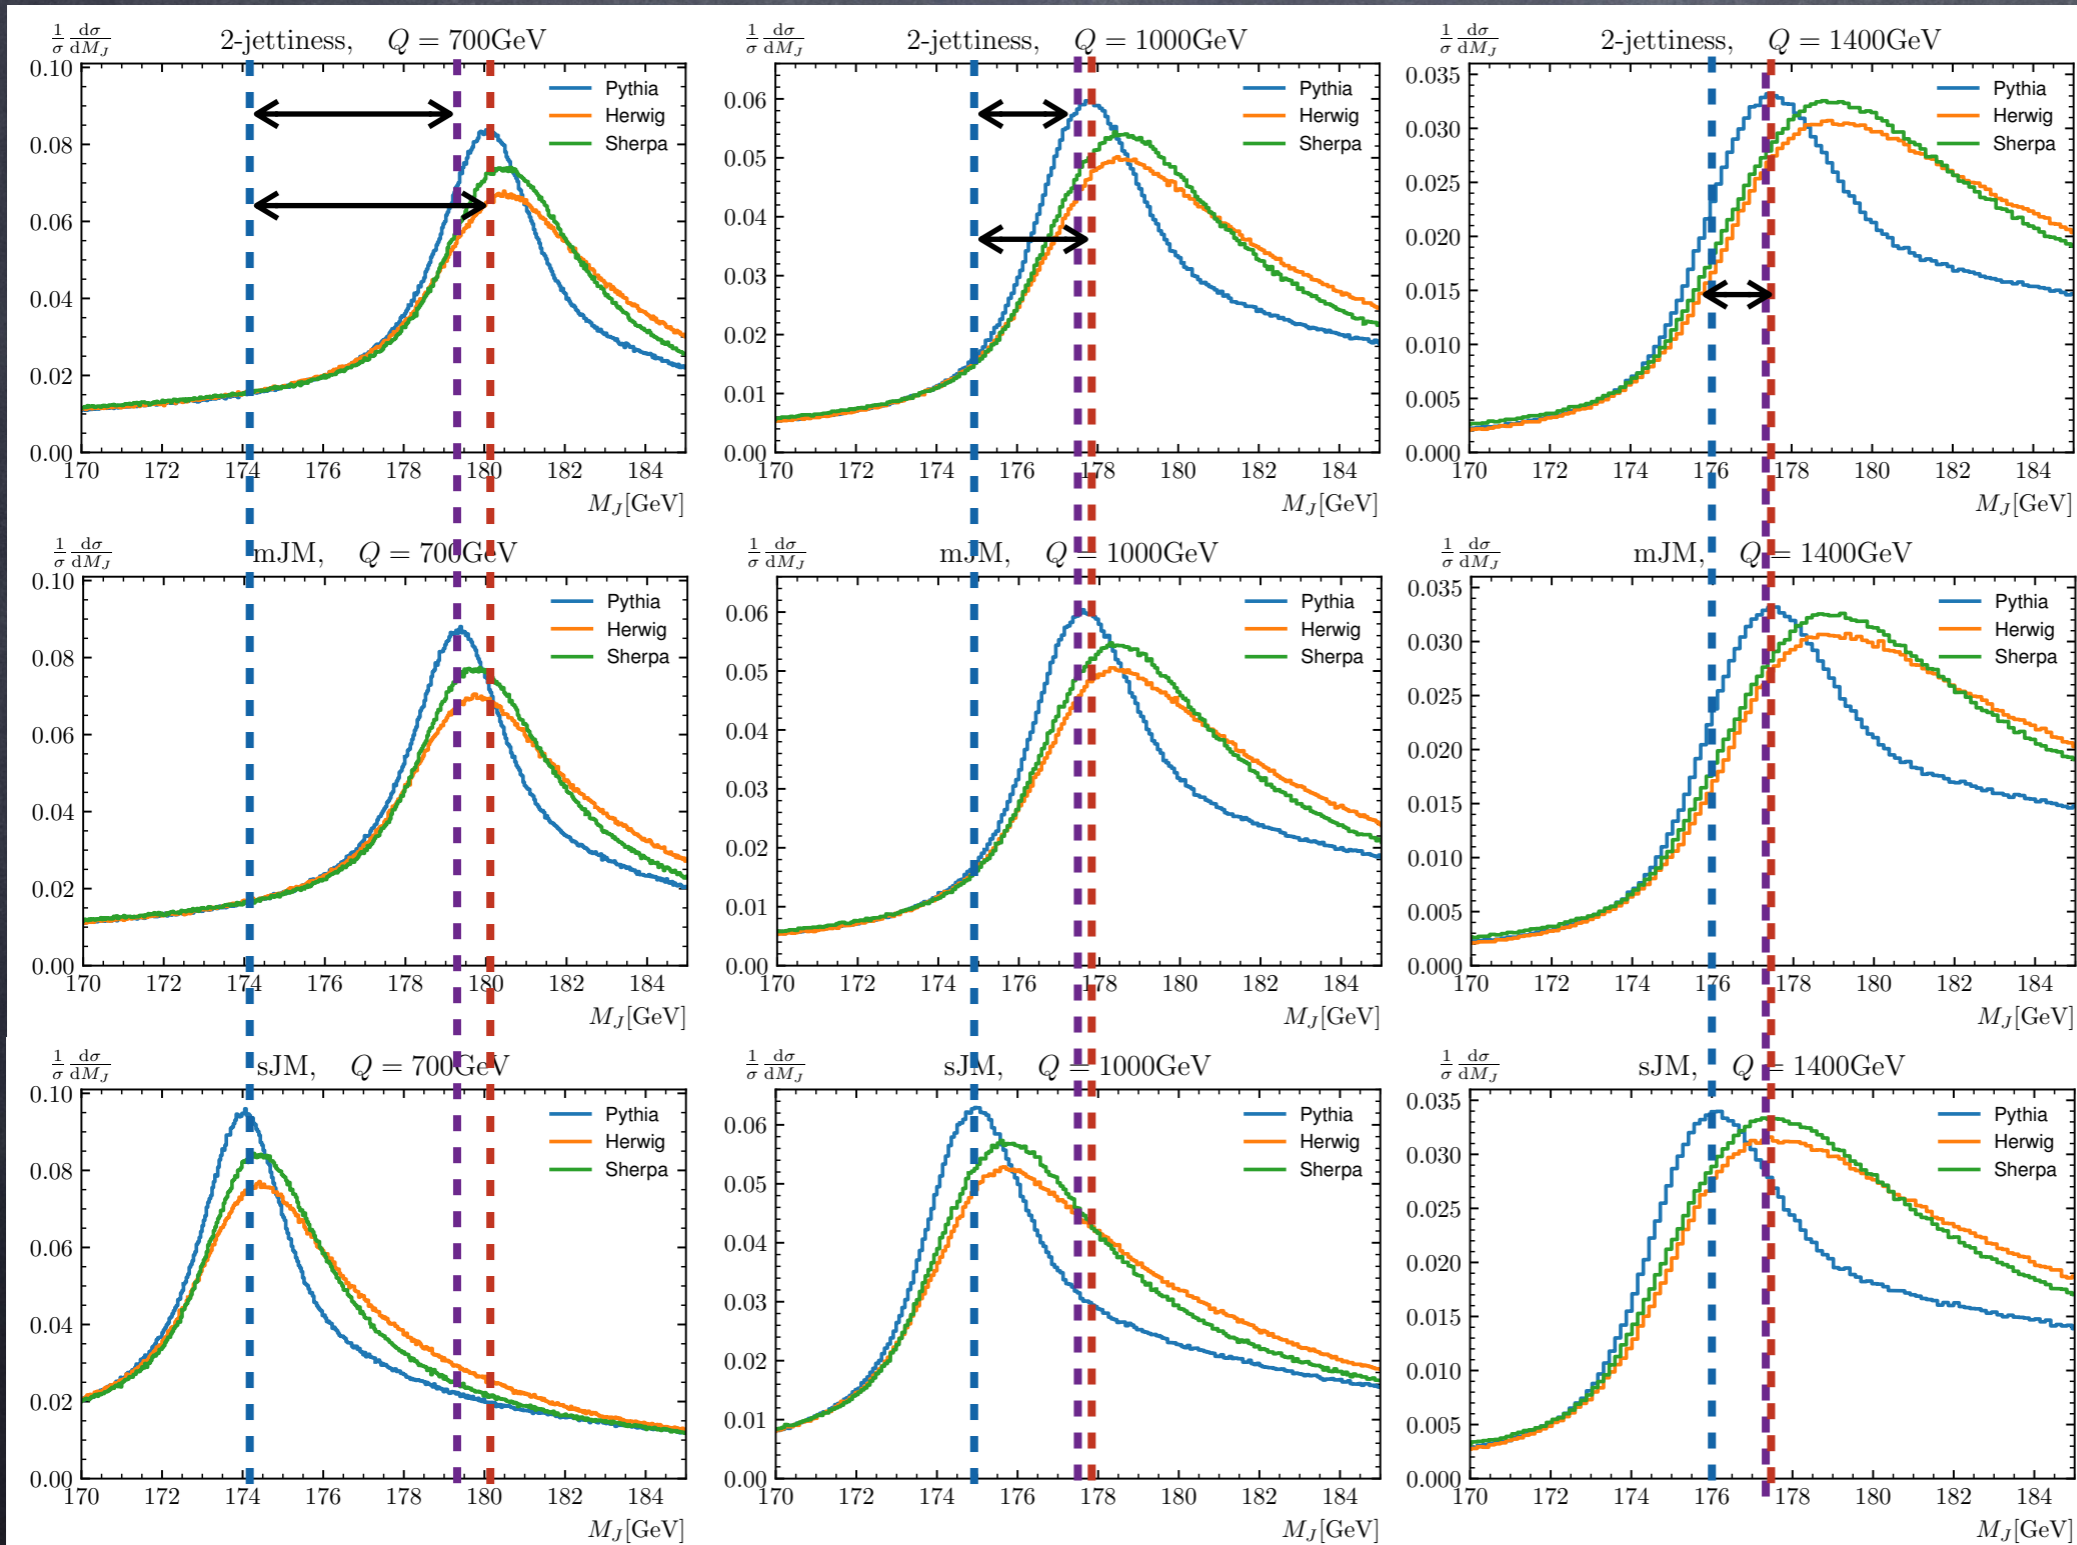 1/σ dσ/dM_J 2-jettiness, Q = 700GeV
0.10
0.08
0.06
0.04
0.02
0.00
Pythia
Herwig
Sherpa
170 172 174 176 178 180 182 184
M_J[GeV]
1/σ dσ/dM_J 2-jettiness, Q = 1000GeV
0.06
0.05
0.04
0.03
0.02
0.01
0.00
Pythia
Herwig
Sherpa
170 172 174 176 178 180 182 184
M_J[GeV]
1/σ dσ/dM_J 2-jettiness, Q = 1400GeV
0.035
0.030
0.025
0.020
0.015
0.010
0.005
0.000
Pythia
Herwig
Sherpa
170 172 174 176 178 180 182 184
M_J[GeV]
1/σ dσ/dM_J mJM, Q = 700GeV
0.10
0.08
0.06
0.04
0.02
0.00
Pythia
Herwig
Sherpa
170 172 174 176 178 180 182 184
M_J[GeV]
1/σ dσ/dM_J mJM, Q = 1000GeV
0.06
0.05
0.04
0.03
0.02
0.01
0.00
Pythia
Herwig
Sherpa
170 172 174 176 178 180 182 184
M_J[GeV]
1/σ dσ/dM_J mJM, Q = 1400GeV
0.035
0.030
0.025
0.020
0.015
0.010
0.005
0.000
Pythia
Herwig
Sherpa
170 172 174 176 178 180 182 184
M_J[GeV]
1/σ dσ/dM_J sJM, Q = 700GeV
0.10
0.08
0.06
0.04
0.02
0.00
Pythia
Herwig
Sherpa
170 172 174 176 178 180 182 184
M_J[GeV]
1/σ dσ/dM_J sJM, Q = 1000GeV
0.06
0.05
0.04
0.03
0.02
0.01
0.00
Pythia
Herwig
Sherpa
170 172 174 176 178 180 182 184
M_J[GeV]
1/σ dσ/dM_J sJM, Q = 1400GeV
0.035
0.030
0.025
0.020
0.015
0.010
0.005
0.000
Pythia
Herwig
Sherpa
170 172 174 176 178 180 182 184
M_J[GeV]